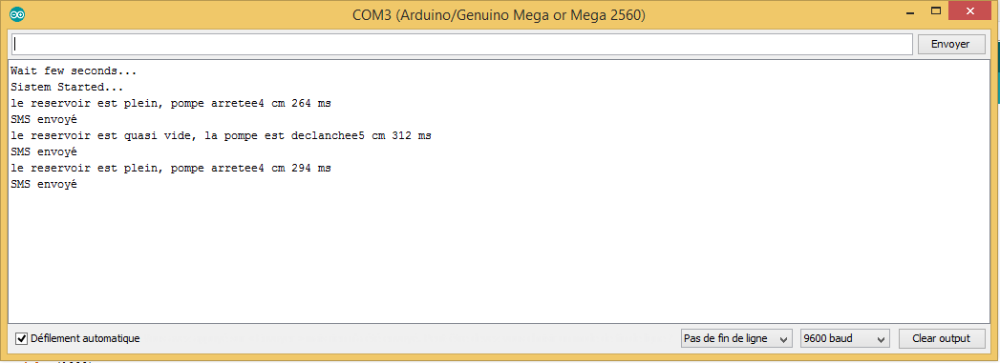 COM3 (Arduino/Genuino Mega or Mega 2560)
Envoyer
Wait few seconds...
Sistem Started...
le reservoir est plein, pompe arretee4 cm 264 ms
SMS envoyé
le reservoir est quasi vide, la pompe est declanchee5 cm 312 ms
SMS envoyé
le reservoir est plein, pompe arretee4 cm 294 ms
SMS envoyé
Défilement automatique
Pas de fin de ligne
9600 baud
Clear output